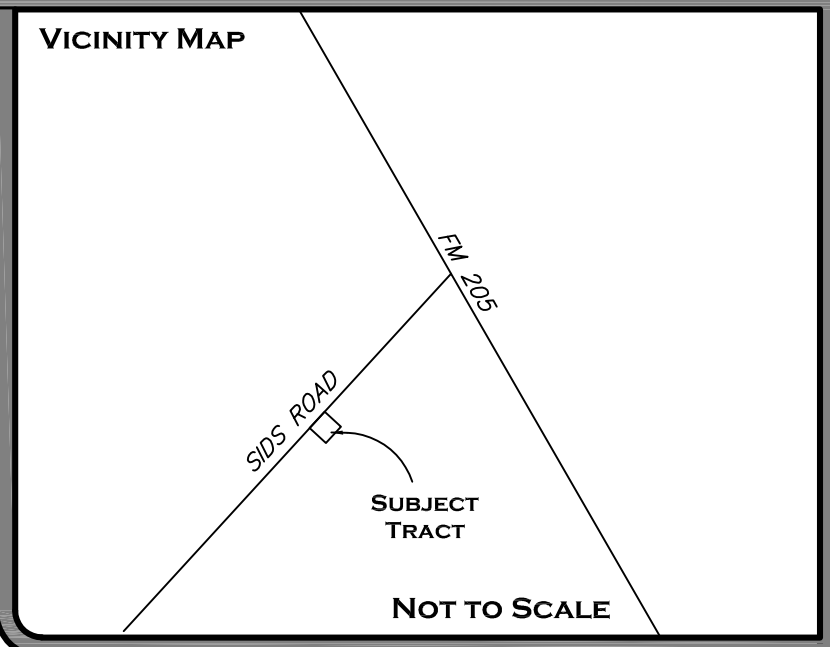 VICINITY MAP
FM 205
SIDS ROAD
SUBJECT
TRACT
NOT TO SCALE